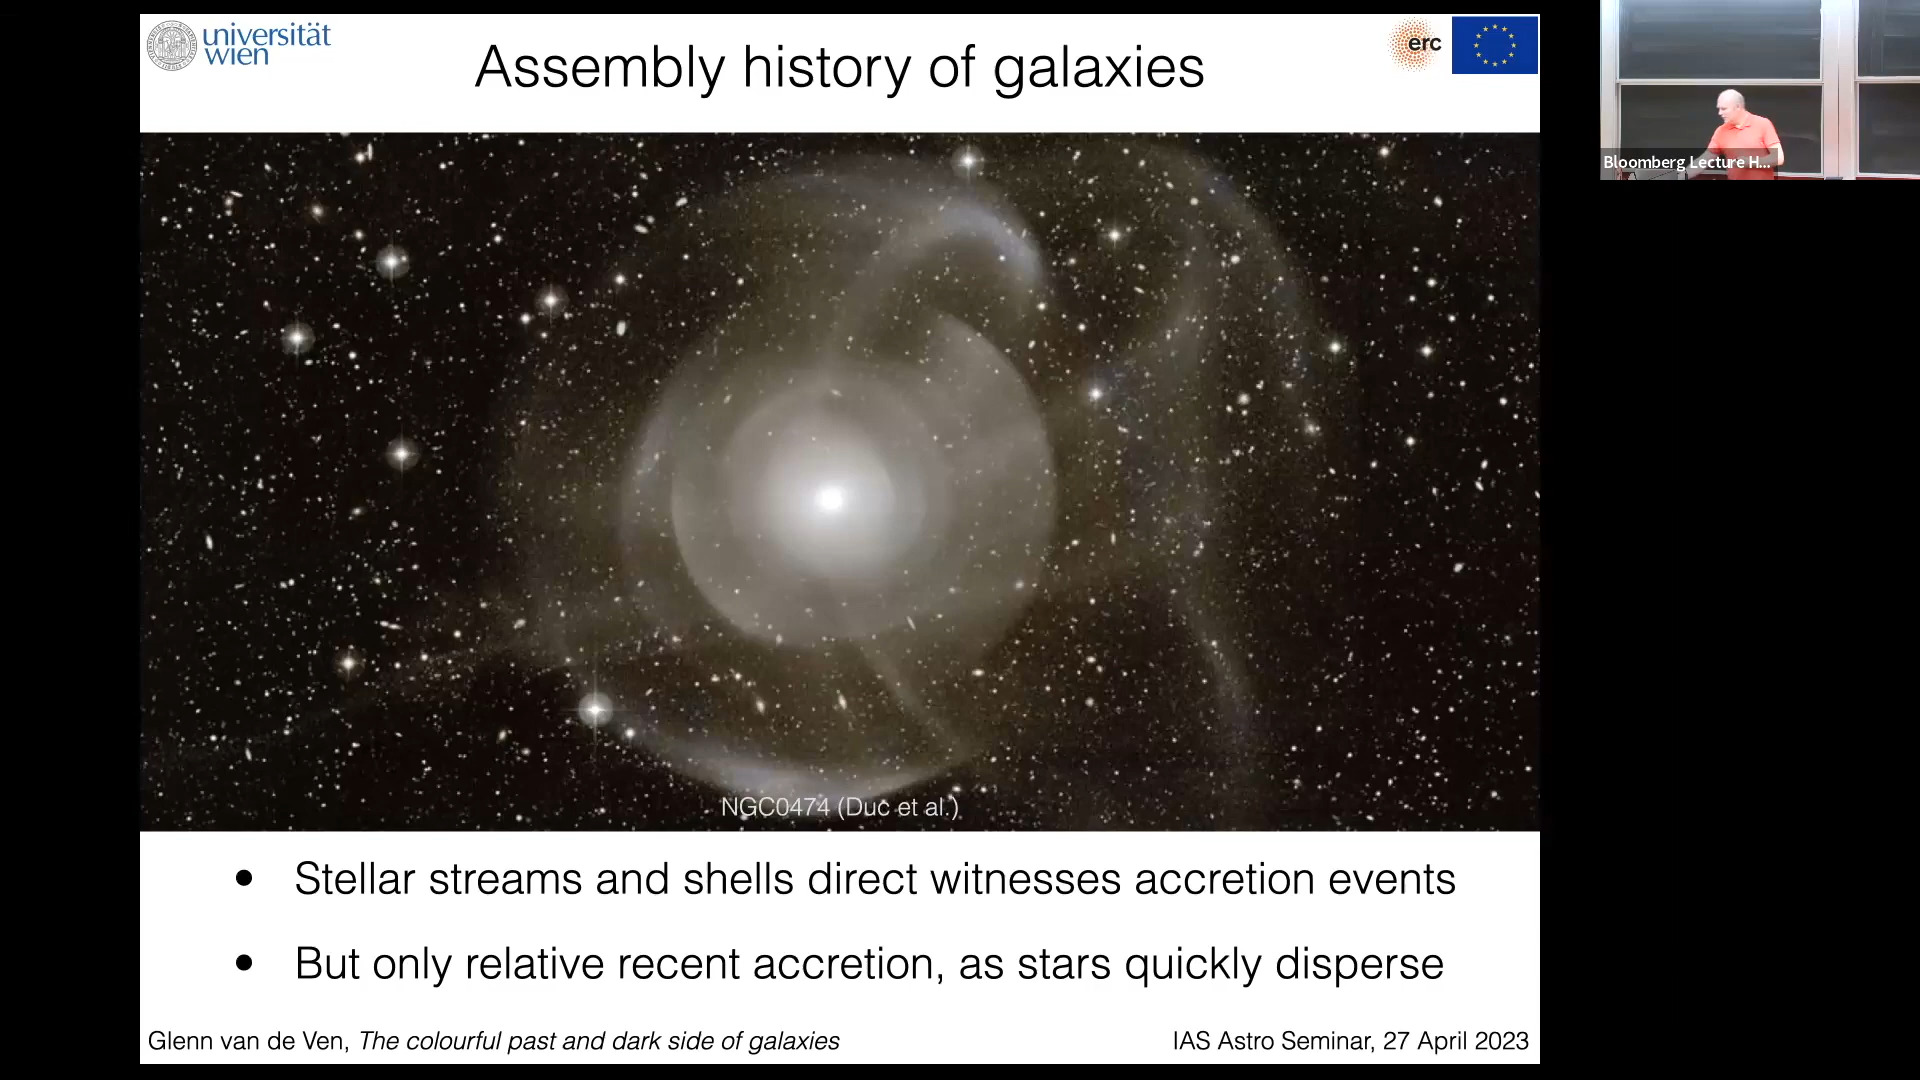 universität
wien
Assembly history of galaxies
erc
Bloomberg Lecture H...
NGC0474 (Duc et al.)
• Stellar streams and shells direct witnesses accretion events
• But only relative recent accretion, as stars quickly disperse
Glenn van de Ven, The colourful past and dark side of galaxies
IAS Astro Seminar, 27 April 2023